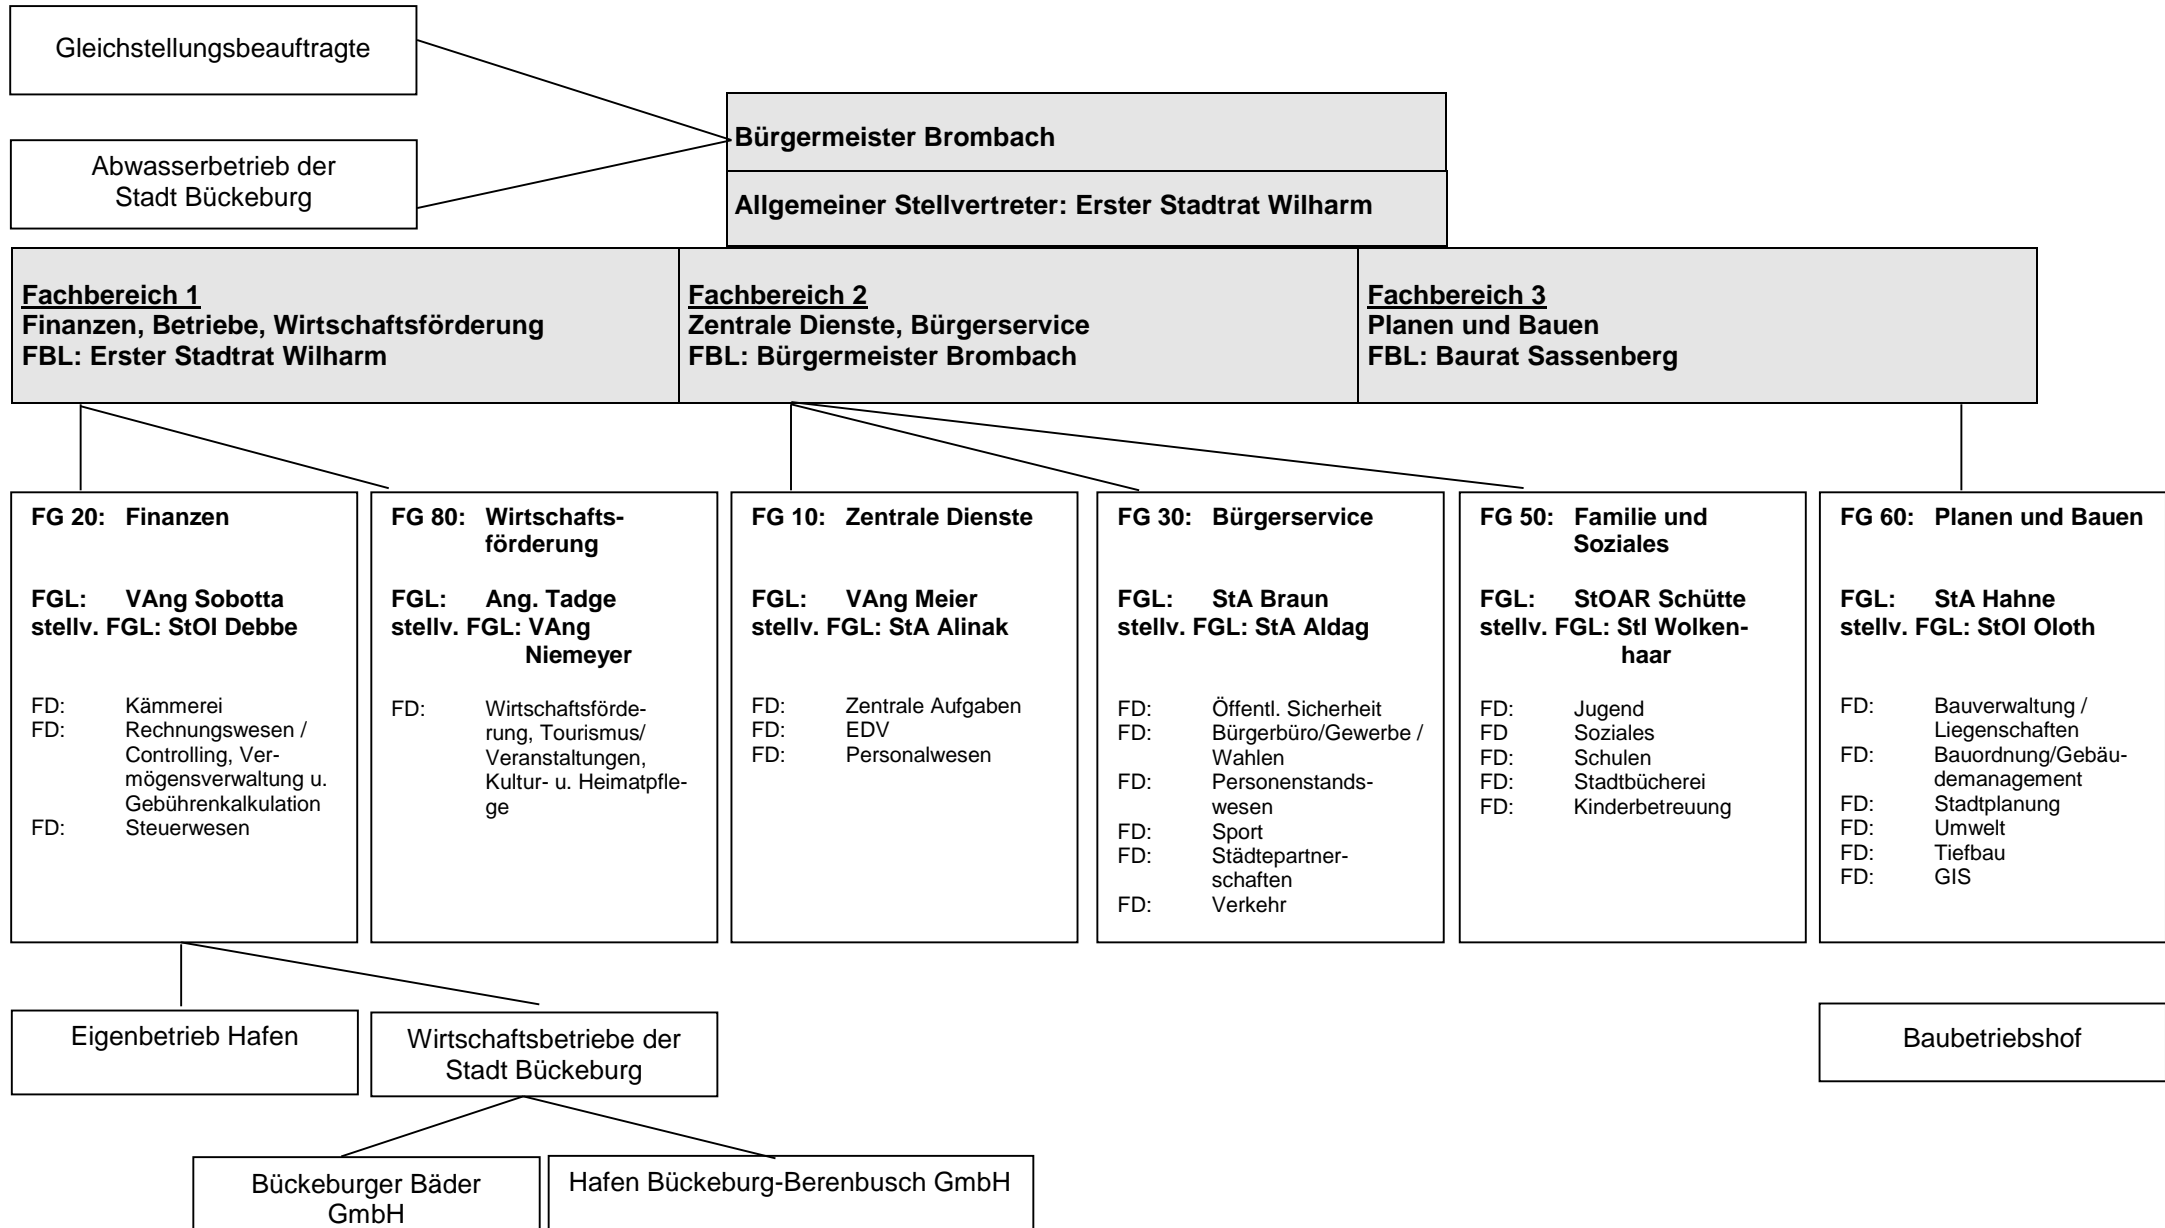 Gleichstellungsbeauftragte
Abwasserbetrieb der
Stadt Bückeburg
Bürgermeister Brombach
Allgemeiner Stellvertreter: Erster Stadtrat Wilharm
Fachbereich 1
Finanzen, Betriebe, Wirtschaftsförderung
FBL: Erster Stadtrat Wilharm
Fachbereich 2
Zentrale Dienste, Bürgerservice
FBL: Bürgermeister Brombach
Fachbereich 3
Planen und Bauen
FBL: Baurat Sassenberg
FG 20: Finanzen
FGL: VAng Sobotta
stellv. FGL: StOI Debbe
FD: Kämmerei
FD: Rechnungswesen /
Controlling, Ver-
mögensverwaltung u.
Gebührenkalkulation
FD: Steuerwesen
FG 80: Wirtschafts-
förderung
FGL: Ang. Tadge
stellv. FGL: VAng
Niemeyer
FD: Wirtschaftsförde-
rung, Tourismus/
Veranstaltungen,
Kultur- u. Heimatpfle-
ge
FG 10: Zentrale Dienste
FGL: VAng Meier
stellv. FGL: StA Alinak
FD: Zentrale Aufgaben
FD: EDV
FD: Personalwesen
FG 30: Bürgerservice
FGL: StA Braun
stellv. FGL: StA Aldag
FD: Öffentl. Sicherheit
FD: Bürgerbüro/Gewerbe /
Wahlen
FD: Personenstands-
wesen
FD: Sport
FD: Städtepartner-
schaften
FD: Verkehr
FG 50: Familie und
Soziales
FGL: StOAR Schütte
stellv. FGL: StI Wolken-
haar
FD: Jugend
FD Soziales
FD: Schulen
FD: Stadtbücherei
FD: Kinderbetreuung
FG 60: Planen und Bauen
FGL: StA Hahne
stellv. FGL: StOI Oloth
FD: Bauverwaltung /
Liegenschaften
FD: Bauordnung/Gebäu-
demanagement
FD: Stadtplanung
FD: Umwelt
FD: Tiefbau
FD: GIS
Eigenbetrieb Hafen
Wirtschaftsbetriebe der
Stadt Bückeburg
Baubetriebshof
Bückeburger Bäder
GmbH
Hafen Bückeburg-Berenbusch GmbH